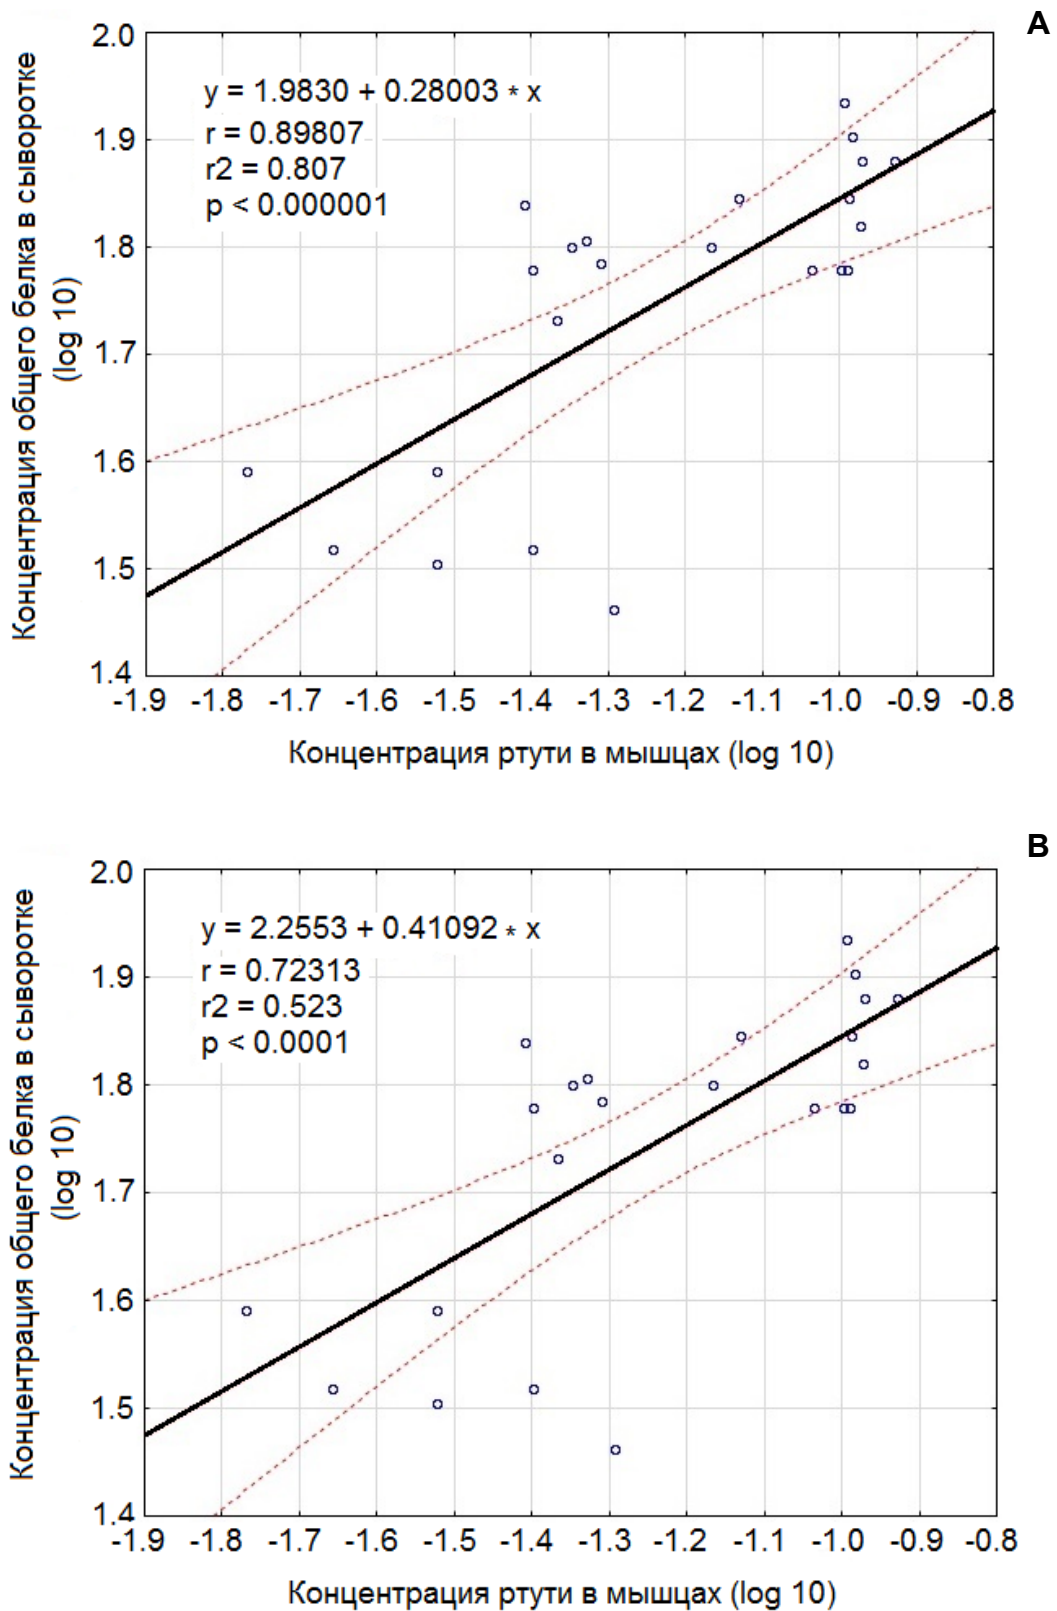 A
2.0
1.9
1.8
1.7
1.6
1.5
1.4
Концентрация общего белка в сыворотке
(log 10)
y = 1.9830 + 0.28003 * x
r = 0.89807
r2 = 0.807
p < 0.000001
-1.9 -1.8 -1.7 -1.6 -1.5 -1.4 -1.3 -1.2 -1.1 -1.0 -0.9 -0.8
Концентрация ртути в мышцах (log 10)
B
2.0
1.9
1.8
1.7
1.6
1.5
1.4
Концентрация общего белка в сыворотке
(log 10)
y = 2.2553 + 0.41092 * x
r = 0.72313
r2 = 0.523
p < 0.0001
-1.9 -1.8 -1.7 -1.6 -1.5 -1.4 -1.3 -1.2 -1.1 -1.0 -0.9 -0.8
Концентрация ртути в мышцах (log 10)